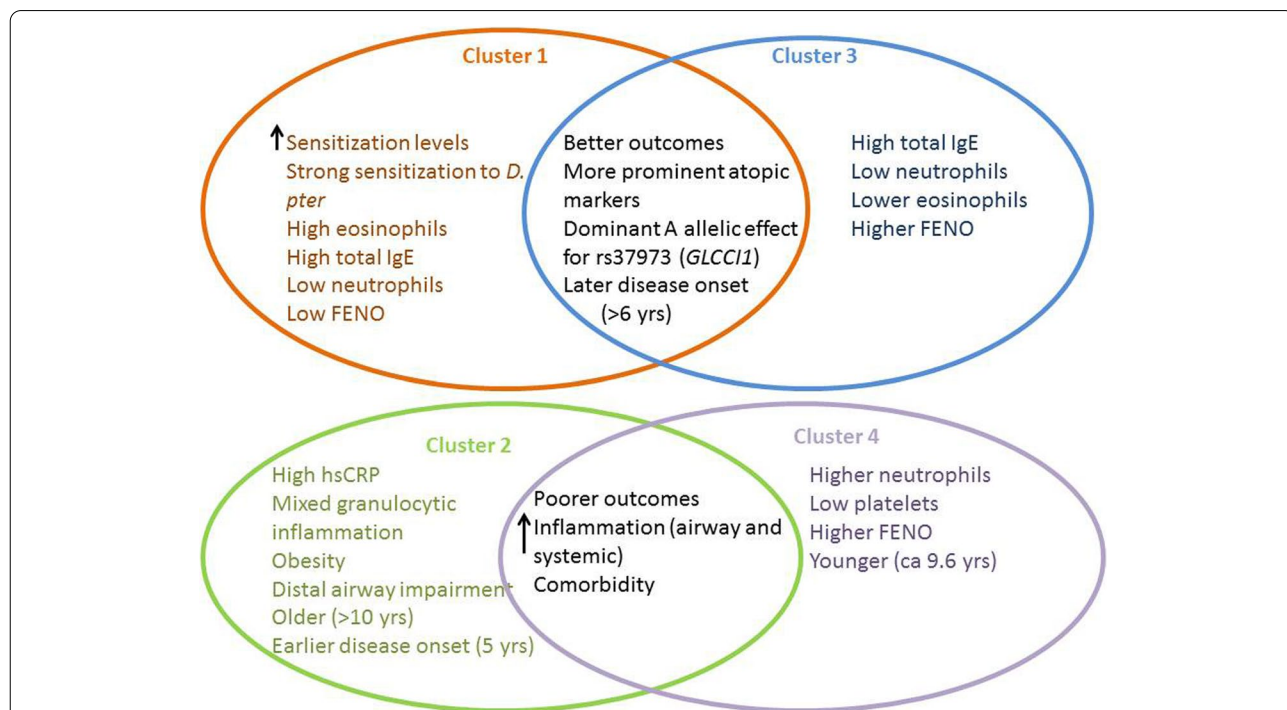 Cluster 1
↑ Sensitization levels
Strong sensitization to D.
pter
High eosinophils
High total IgE
Low neutrophils
Low FENO
Better outcomes
More prominent atopic
markers
Dominant A allelic effect
for rs37973 (GLCCI1)
Later disease onset
(>6 yrs)
Cluster 3
High total IgE
Low neutrophils
Lower eosinophils
Higher FENO
Cluster 2
High hsCRP
Mixed granulocytic
inflammation
Obesity
Distal airway impairment
Older (>10 yrs)
Earlier disease onset (5 yrs)
Poorer outcomes
↑ Inflammation (airway and
systemic)
Comorbidity
Cluster 4
Higher neutrophils
Low platelets
Higher FENO
Younger (ca 9.6 yrs)